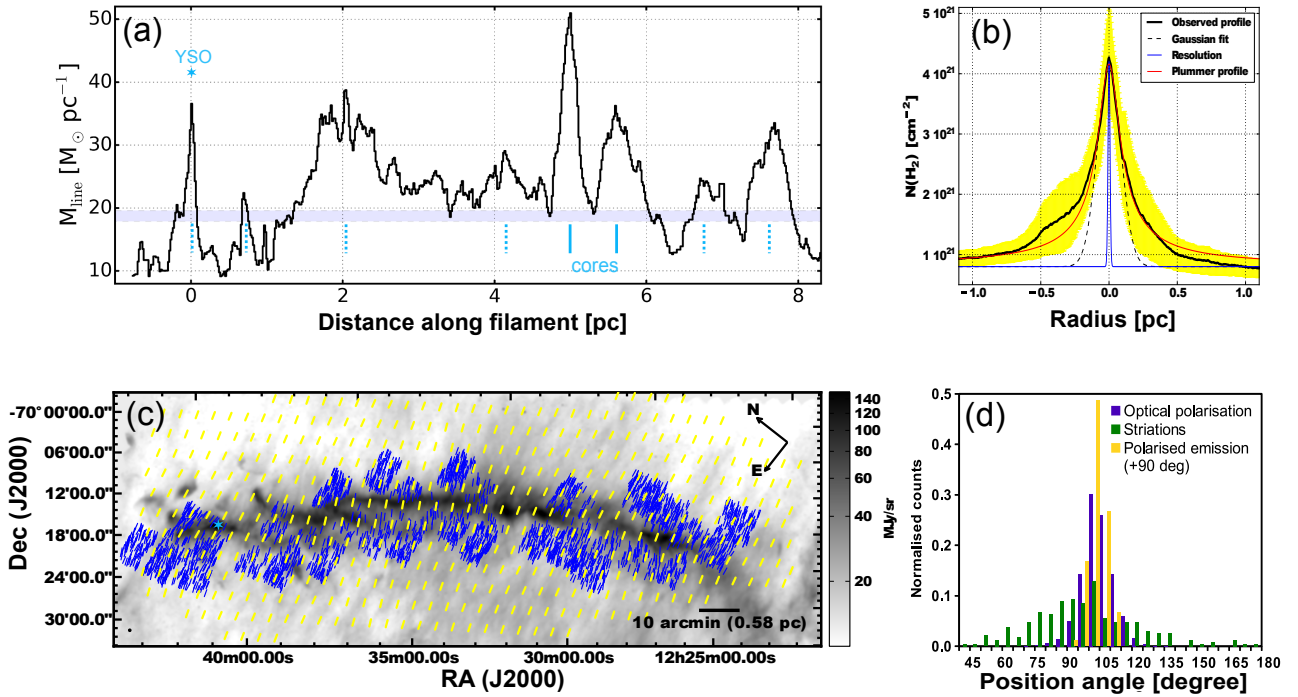 (a)
YSO
50
40
30
20
10
M_line [M_⊙ pc⁻¹]
cores
0
2
4
6
8
Distance along filament [pc]
(b)
5 10²¹
4 10²¹
3 10²¹
2 10²¹
1 10²¹
N(H₂) [cm⁻²]
Observed profile
Gaussian fit
Resolution
Plummer profile
−1.0
−0.5
0.0
0.5
1.0
Radius [pc]
(c)
-70°00'00.0"
06'00.0"
12'00.0"
18'00.0"
24'00.0"
30'00.0"
Dec (J2000)
N
E
10 arcmin (0.58 pc)
40m00.00s
35m00.00s
30m00.00s
12h25m00.00s
RA (J2000)
140
120
100
80
60
40
20
MJy/sr
(d)
0.5
0.4
0.3
0.2
0.1
0.0
Normalised counts
Optical polarisation
Striations
Polarised emission
(+90 deg)
45
60
75
90
105
120
135
150
165
180
Position angle [degree]